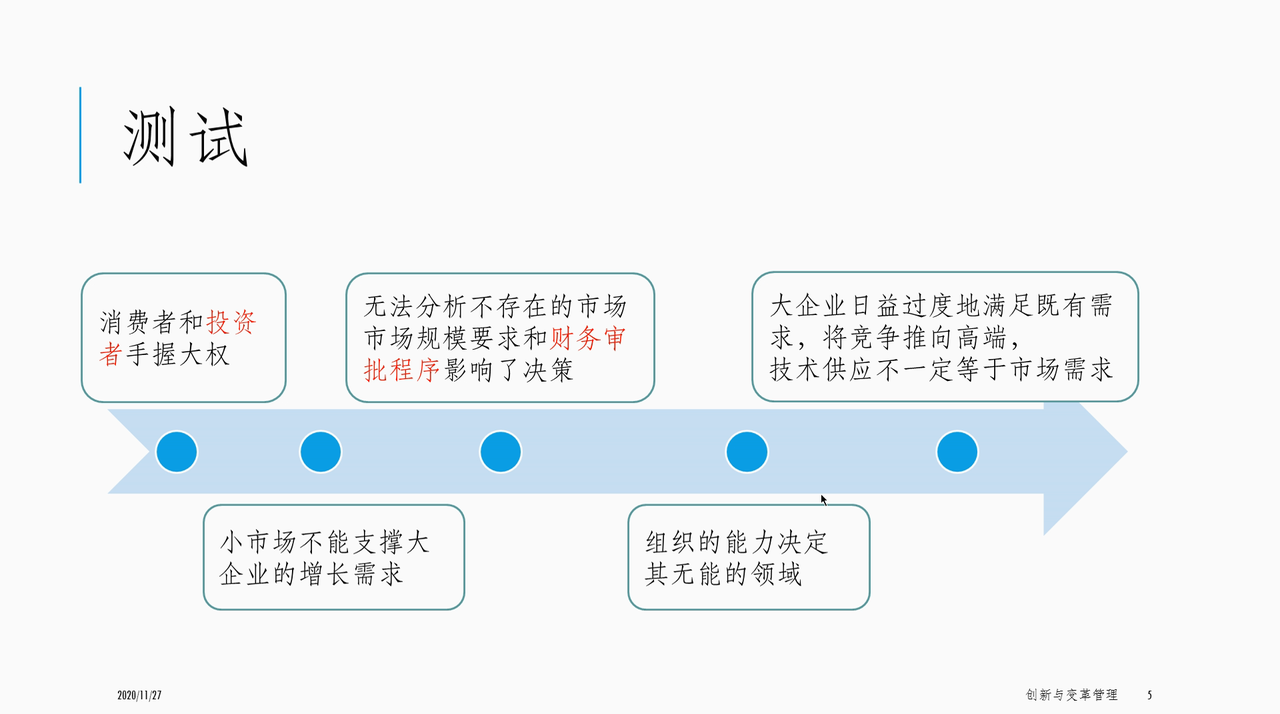 测试
消费者和投资
者手握大权
无法分析不存在的市场
市场规模要求和财务审
批程序影响了决策
大企业日益过度地满足既有需
求，将竞争推向高端，
技术供应不一定等于市场需求
小市场不能支撑大
企业的增长需求
组织的能力决定
其无能的领域
2020/11/27
创新与变革管理
5